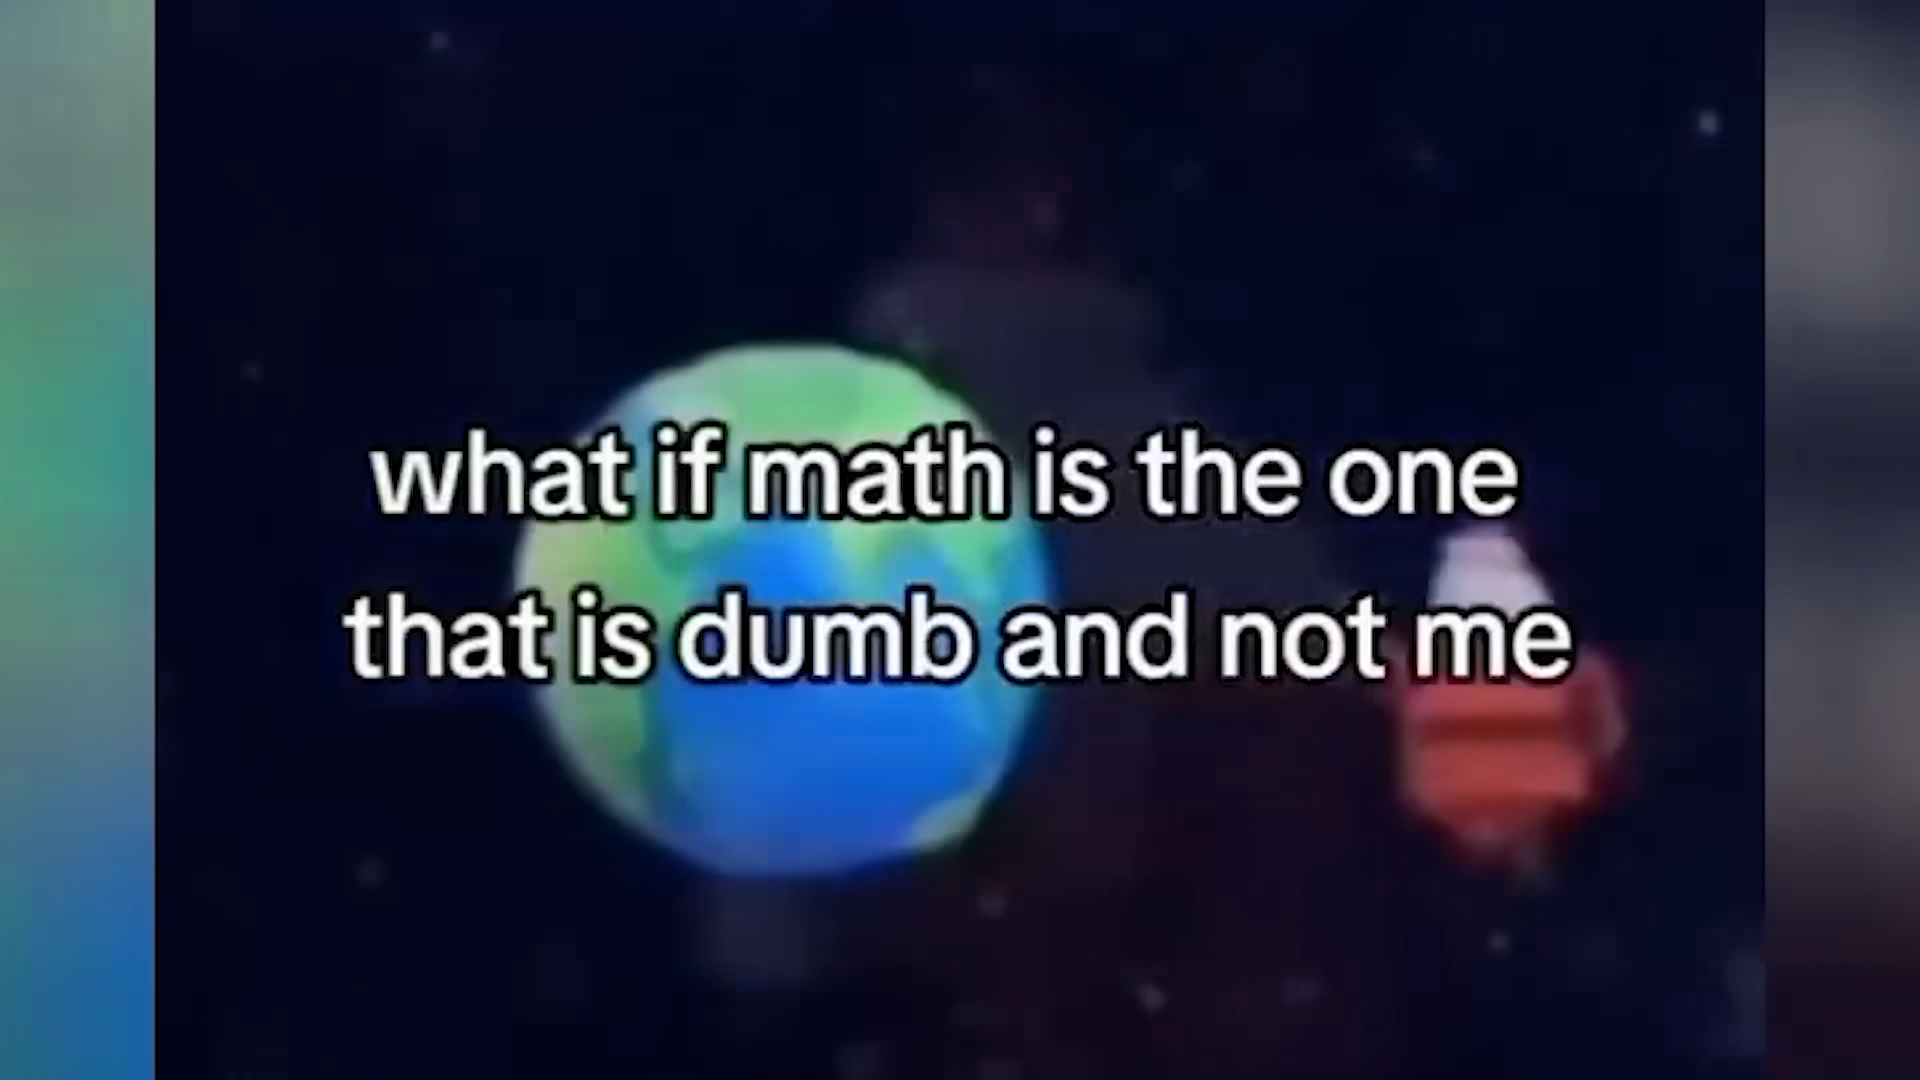 what if math is the one
that is dumb and not me